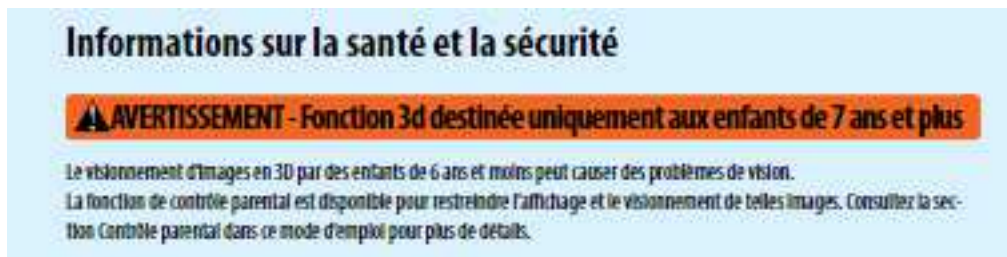 Informations sur la santé et la sécurité
AVERTISSEMENT - Fonction 3d destinée uniquement aux enfants de 7 ans et plus
Le visionnement d'images en 3D par des enfants de 6 ans et moins peut causer des problèmes de vision.
La fonction de contrôle parental est disponible pour restreindre l'affichage et le visionnement de telles images. Consultez la sec-
tion Contrôle parental dans ce mode d'emploi pour plus de détails.